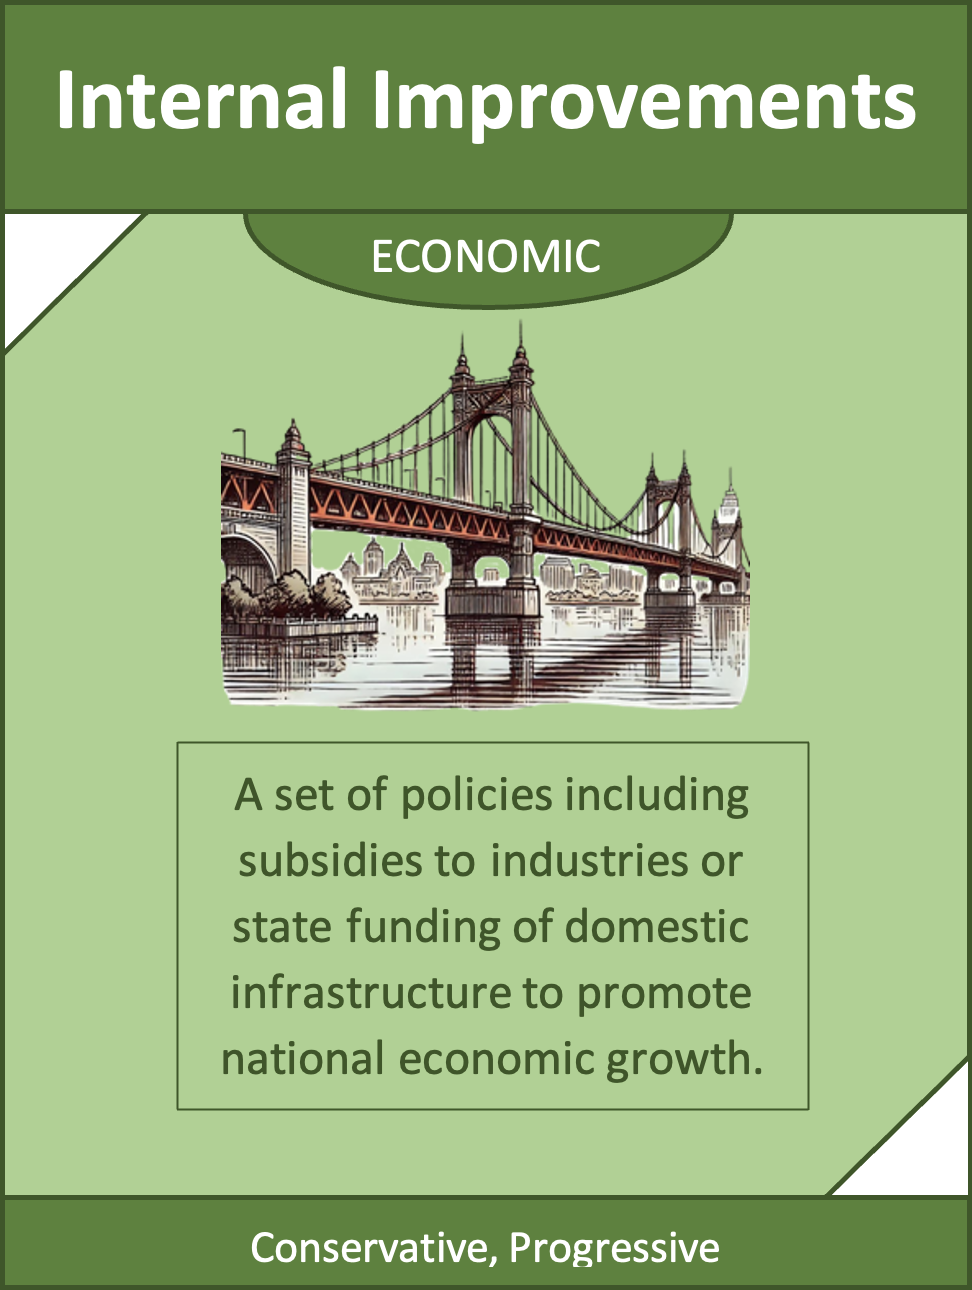 Internal Improvements
ECONOMIC
A set of policies including
subsidies to industries or
state funding of domestic
infrastructure to promote
national economic growth.
Conservative, Progressive